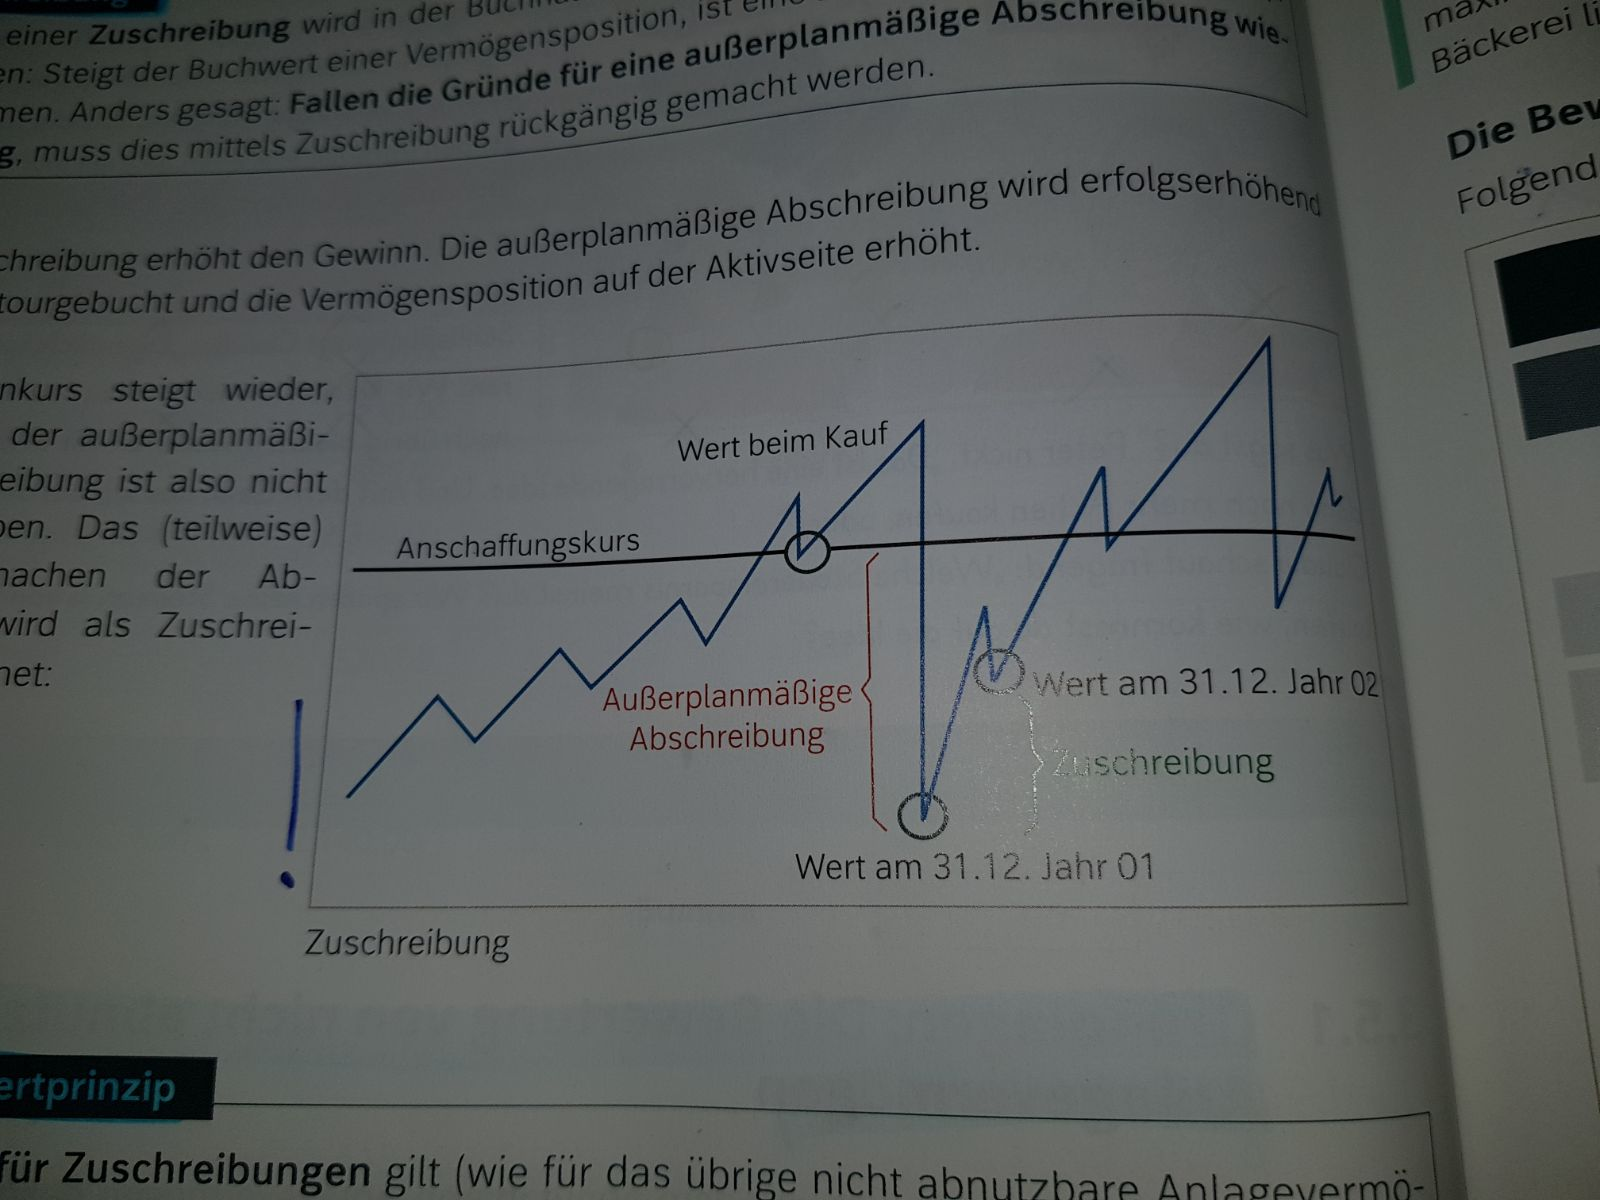 einer Zuschreibung wird in der
en: Steigt der Buchwert einer Vermögensposition, ist
men. Anders gesagt: Fallen die Gründe für eine außerplanmäßige Abschreibung wie-
g, muss dies mittels Zuschreibung rückgängig gemacht werden.
chreibung erhöht den Gewinn. Die außerplanmäßige Abschreibung wird erfolgserhöhend
tourgebucht und die Vermögensposition auf der Aktivseite erhöht.
nkurs steigt wieder,
der außerplanmäßi-
eibung ist also nicht
ben. Das (teilweise)
machen der Ab-
wird als Zuschrei-
net:
Wert beim Kauf
Anschaffungskurs
Außerplanmäßige
Abschreibung
Wert am 31.12. Jahr 02
Zuschreibung
Wert am 31.12. Jahr 01
Zuschreibung
ertprinzip
für Zuschreibungen gilt (wie für das übrige nicht abnutzbare Anlagevermö-
Bäckerei
Die
Folgend